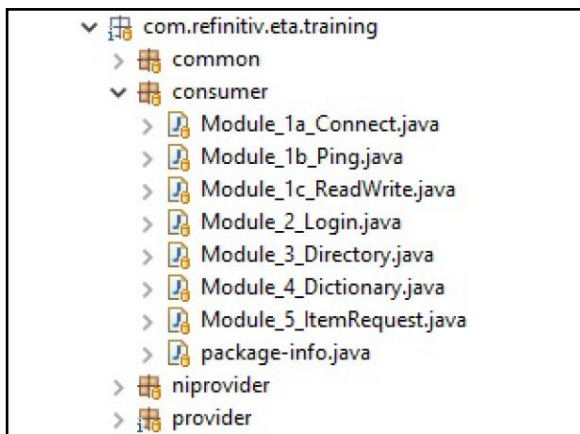 com.refinitiv.eta.training
common
consumer
Module_1a_Connect.java
Module_1b_Ping.java
Module_1c_ReadWrite.java
Module_2_Login.java
Module_3_Directory.java
Module_4_Dictionary.java
Module_5_ItemRequest.java
package-info.java
niprovider
provider